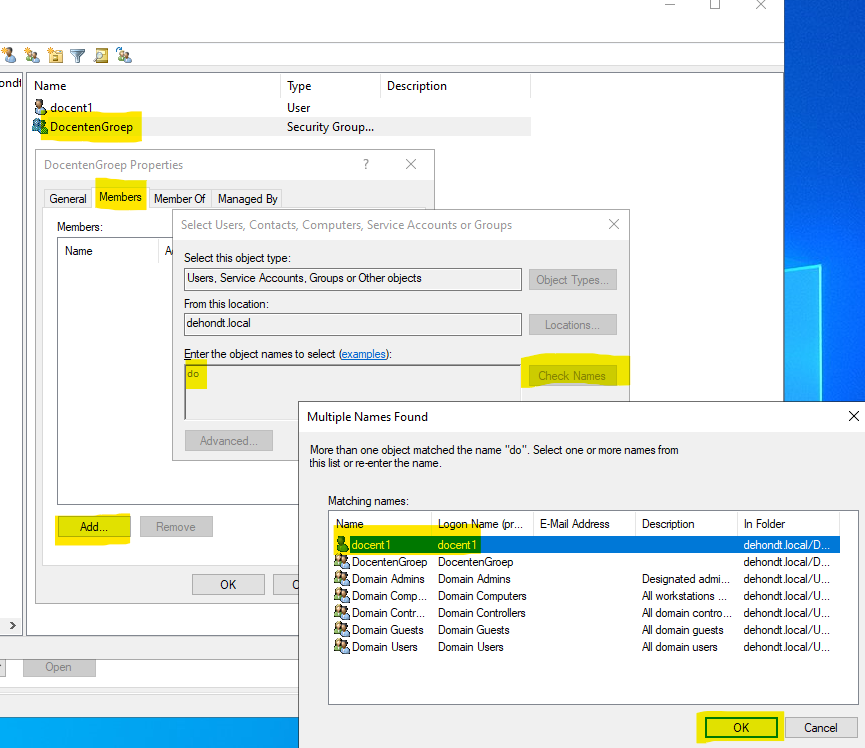 ondt
Name Type Description
docent1 User
DocentenGroep Security Group...
DocentenGroep Properties ?
General Members Member Of Managed By
Select Users, Contacts, Computers, Service Accounts or Groups
Members:
Name
Select this object type:
Users, Service Accounts, Groups or Other objects Object Types...
From this location:
dehondt.local Locations...
Enter the object names to select (examples):
do Check Names
Advanced...
Multiple Names Found
More than one object matched the name "do". Select one or more names from
this list or re-enter the name.
Matching names:
Name Logon Name (pr... E-Mail Address Description In Folder
docent1 docent1 dehondt.local/D...
DocentenGroep DocentenGroep dehondt.local/D...
Domain Admins Domain Admins Designated admi... dehondt.local/U...
Domain Comp... Domain Computers All workstations ... dehondt.local/U...
Domain Contr... Domain Controllers All domain contro... dehondt.local/U...
Domain Guests Domain Guests All domain guests dehondt.local/U...
Domain Users Domain Users All domain users dehondt.local/U...
Add... Remove
OK C
Open
OK Cancel